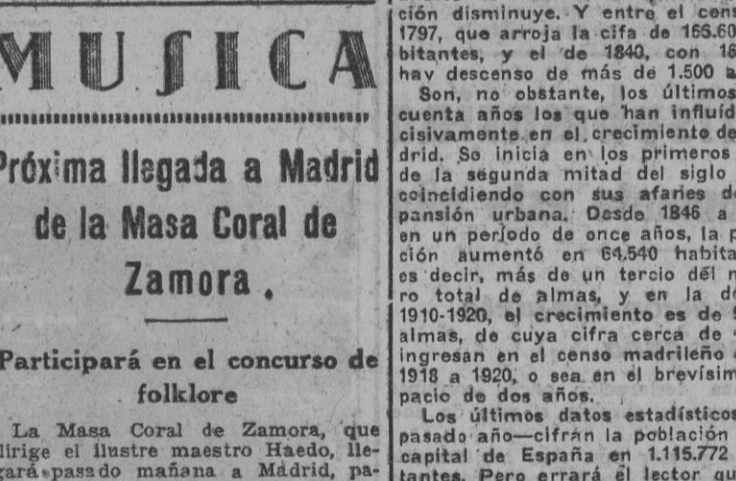 MUSICA
Próxima llegada a Madrid
de la Masa Coral de
Zamora.
Participará en el concurso de
folklore
La Masa Coral de Zamora, que
dirige el ilustre maestro Haedo, lle-
gará pasado mañana a Madrid, pa-
ción disminuye. Y entre el cens
1797, que arroja la cifa de 166.60
bitantes, y el de 1840, con 16
hay descenso de más de 1.500 a
Son, no obstante, los últimos
cuenta años los que han influíd
cisivamente en el crecimiento de
drid. Se inicia en los primeros
de la segunda mitad del siglo
coincidiendo con sus afanes de
pansión urbana. Desde 1846 a
en un período de once años, la p
ción aumentó en 64.540 habita
es decir, más de un tercio del n
ro total de almas, y en la d
1910-1920, el crecimiento es de
almas, de cuya cifra cerca de
ingresan en el censo madrileño
1918 a 1920, o sea en el brevísim
pacio de dos años.
Los últimos datos estadísticos
pasado año—cifran la población
capital de España en 1.115.772
tantes. Pero errará el lector qu